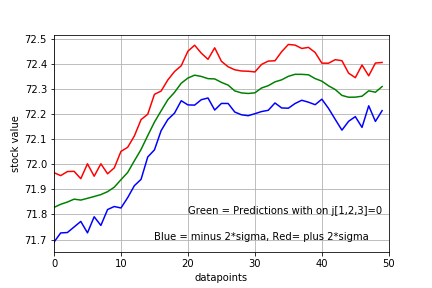 72.5
72.4
72.3
72.2
72.1
72.0
71.9
71.8
71.7
stock value
Green = Predictions with on j[1,2,3]=0
Blue = minus 2*sigma, Red= plus 2*sigma
0 10 20 30 40 50
datapoints